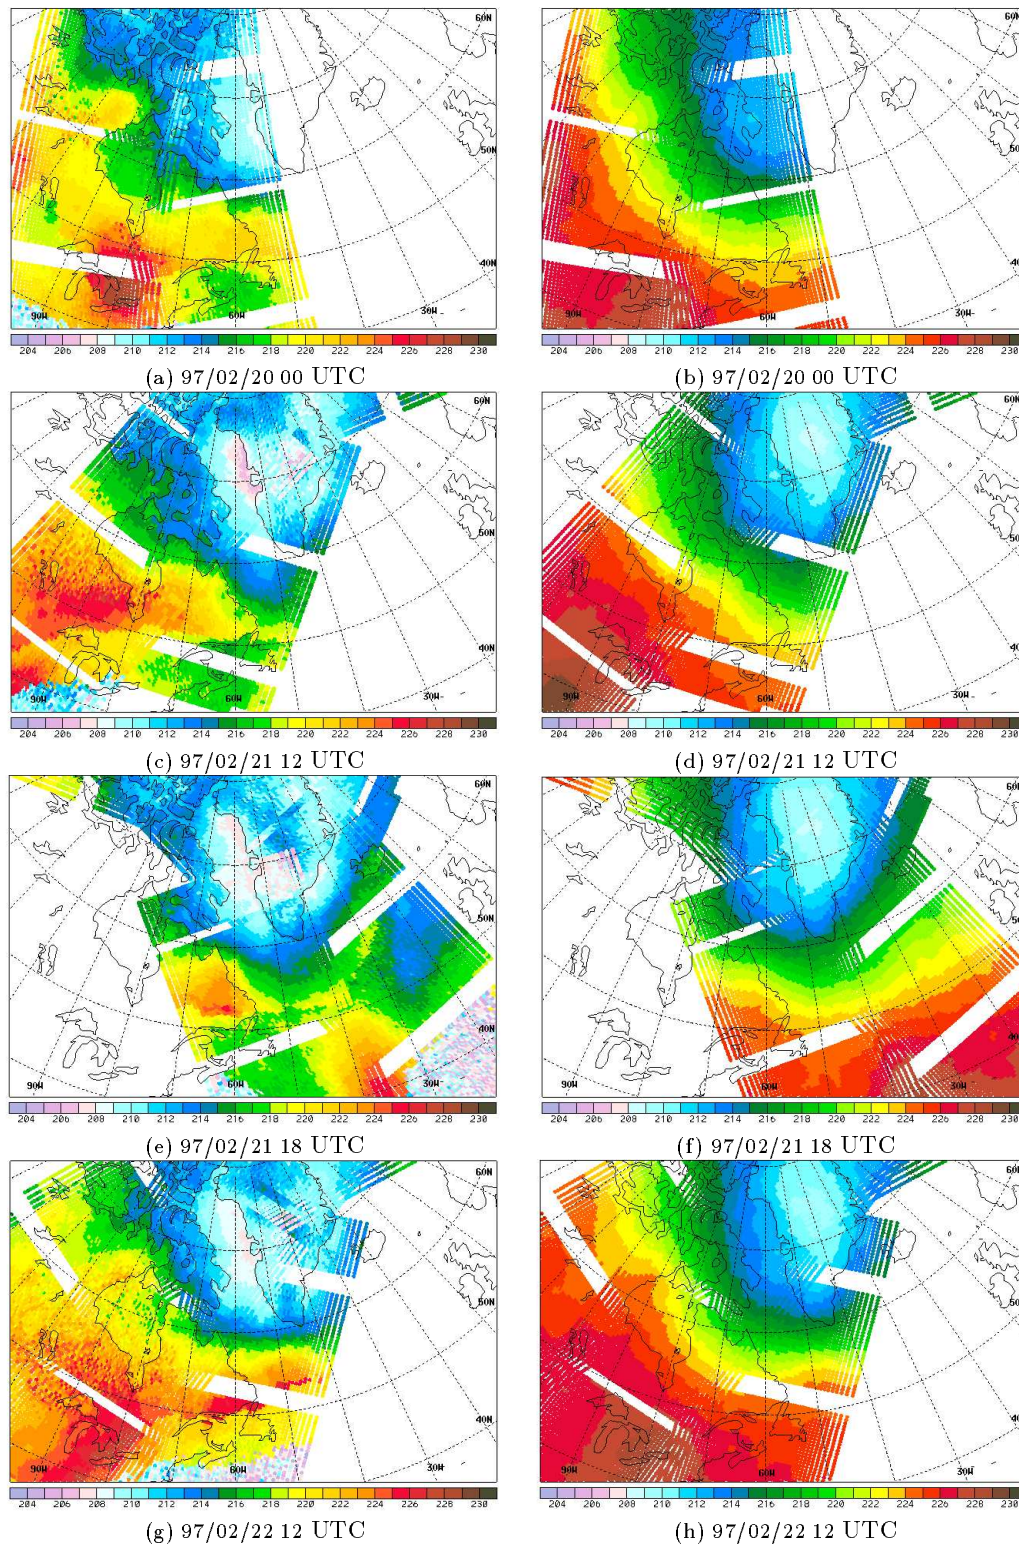 60N 60N
50N 50N
40N 40N
90W 60W 30W 90W 60W 30W
204 206 208 210 212 214 216 218 220 222 224 226 228 230 204 206 208 210 212 214 216 218 220 222 224 226 228 230
(a) 97/02/20 00 UTC (b) 97/02/20 00 UTC
60N 60N
50N 50N
40N 40N
90W 60W 30W 90W 60W 30W
204 206 208 210 212 214 216 218 220 222 224 226 228 230 204 206 208 210 212 214 216 218 220 222 224 226 228 230
(c) 97/02/21 12 UTC (d) 97/02/21 12 UTC
60N 60N
50N 50N
40N 40N
90W 60W 30W 90W 60W 30W
204 206 208 210 212 214 216 218 220 222 224 226 228 230 204 206 208 210 212 214 216 218 220 222 224 226 228 230
(e) 97/02/21 18 UTC (f) 97/02/21 18 UTC
60N 60N
50N 50N
40N 40N
90W 60W 30W 90W 60W 30W
204 206 208 210 212 214 216 218 220 222 224 226 228 230 204 206 208 210 212 214 216 218 220 222 224 226 228 230
(g) 97/02/22 12 UTC (h) 97/02/22 12 UTC